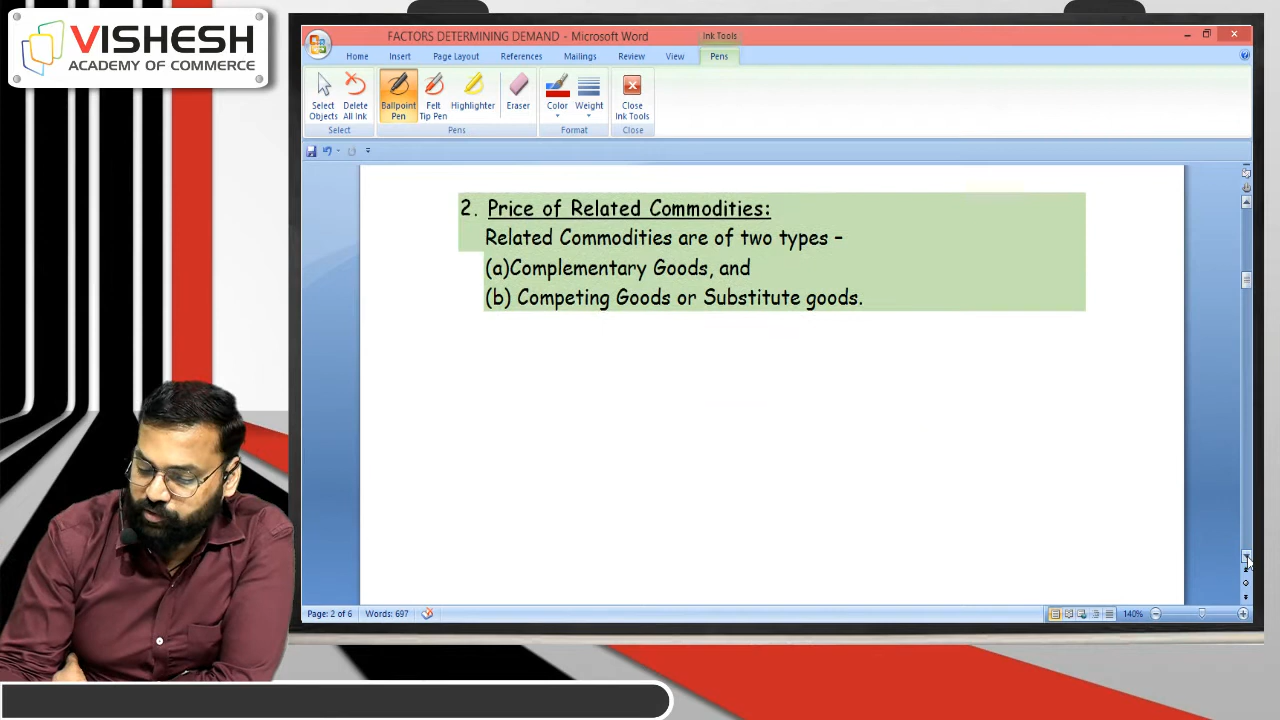 VISHESH
ACADEMY OF COMMERCE
FACTORS DETERMINING DEMAND - Microsoft Word
Ink Tools
Home Insert Page Layout References Mailings Review View Pens
Select Objects
Delete All Ink
Ballpoint Pen
Felt Tip Pen
Highlighter
Eraser
Color
Weight
Close Ink Tools
Select Pens Format Close
2. Price of Related Commodities:
Related Commodities are of two types –
(a)Complementary Goods, and
(b) Competing Goods or Substitute goods.
Page: 2 of 6 Words: 697 140%